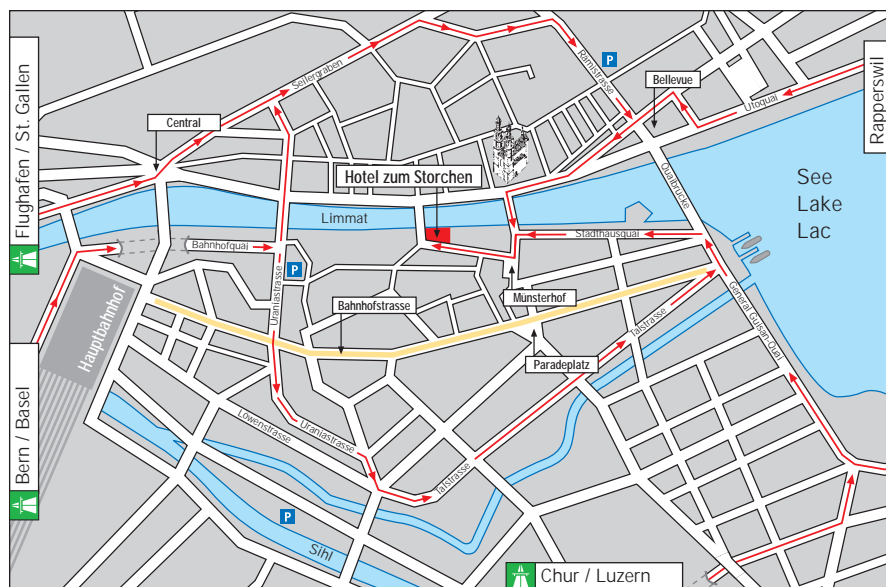 Flughafen / St. Gallen
Bern / Basel
Rapperswil
Chur / Luzern
Seilergraben
Rämistrasse
P
Bellevue
Utoquai
Central
Hotel zum Storchen
Quaibrücke
See
Lake
Lac
Limmat
Bahnhofquai
Stadthausquai
P
Uraniastrasse
Münsterhof
Hauptbahnhof
Bahnhofstrasse
Talstrasse
General Guisan-Quai
Paradeplatz
Löwenstrasse
Uraniastrasse
Talstrasse
P
Sihl